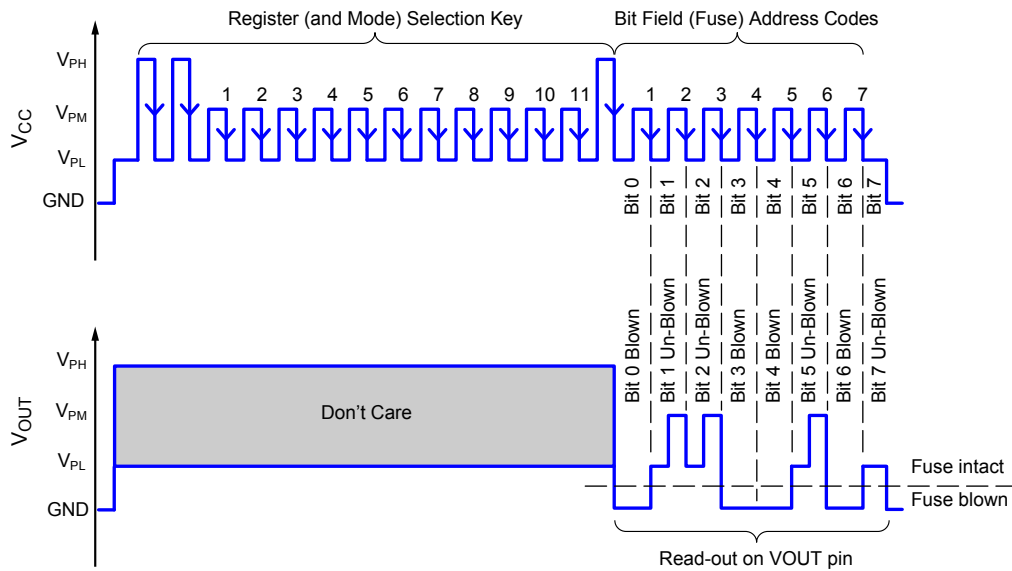 Register (and Mode) Selection Key
Bit Field (Fuse) Address Codes
VCC
VPH
VPM
VPL
GND
1 2 3 4 5 6 7 8 9 10 11
1 2 3 4 5 6 7
Bit 0
Bit 1
Bit 2
Bit 3
Bit 4
Bit 5
Bit 6
Bit 7
VOUT
VPH
VPM
VPL
GND
Don't Care
Bit 0 Blown
Bit 1 Un-Blown
Bit 2 Un-Blown
Bit 3 Blown
Bit 4 Blown
Bit 5 Un-Blown
Bit 6 Blown
Bit 7 Un-Blown
Fuse intact
Fuse blown
Read-out on VOUT pin